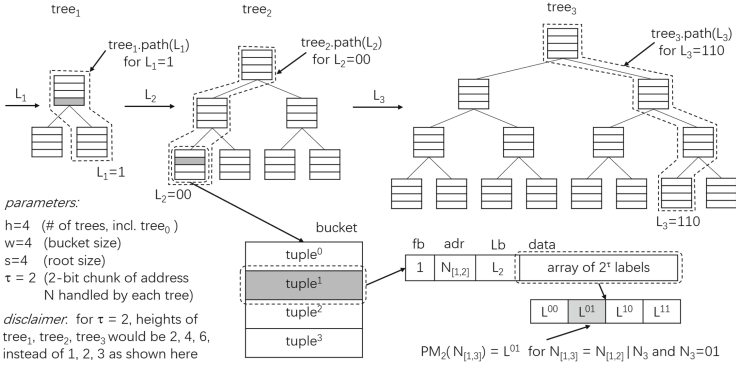 tree₁
tree₂
tree₃
tree₁.path(L₁)
for L₁=1
tree₂.path(L₂)
for L₂=00
tree₃.path(L₃)
for L₃=110
L₁
L₂
L₃
L₁=1
L₂=00
L₃=110
parameters:
h=4 (# of trees, incl. tree₀ )
w=4 (bucket size)
s=4 (root size)
τ = 2 (2-bit chunk of address
N handled by each tree)
disclaimer: for τ = 2, heights of
tree₁, tree₂, tree₃ would be 2, 4, 6,
instead of 1, 2, 3 as shown here
bucket
tuple⁰
tuple¹
tuple²
tuple³
fb adr Lb data
1 N[1,2] L₂ array of 2^τ labels
L⁰⁰ L⁰¹ L¹⁰ L¹¹
PM₂( N[1,3]) = L⁰¹ for N[1,3] = N[1,2] | N₃ and N₃=01